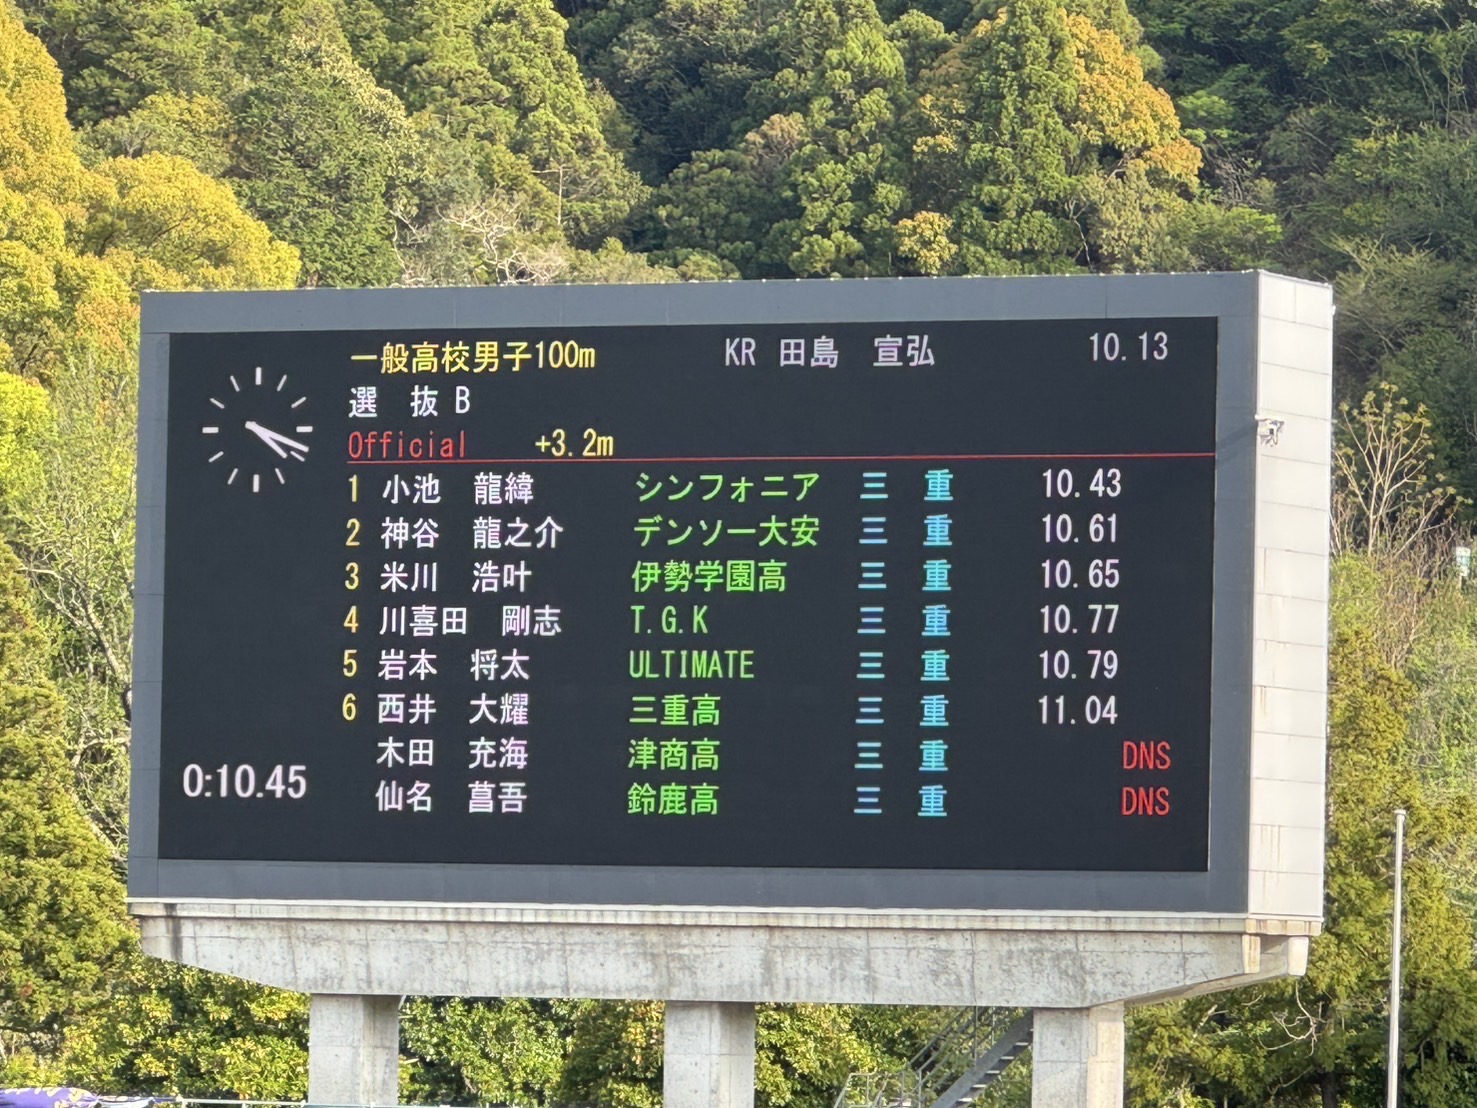 一般高校男子100m KR 田島 宣弘 10.13
選 抜 B
Official +3.2m
1 小池 龍緯 シンフォニア 三 重 10.43
2 神谷 龍之介 デンソー大安 三 重 10.61
3 米川 浩叶 伊勢学園高 三 重 10.65
4 川喜田 剛志 T.G.K 三 重 10.77
5 岩本 将太 ULTIMATE 三 重 10.79
6 西井 大耀 三重高 三 重 11.04
木田 充海 津商高 三 重 DNS
仙名 菖吾 鈴鹿高 三 重 DNS
0:10.45